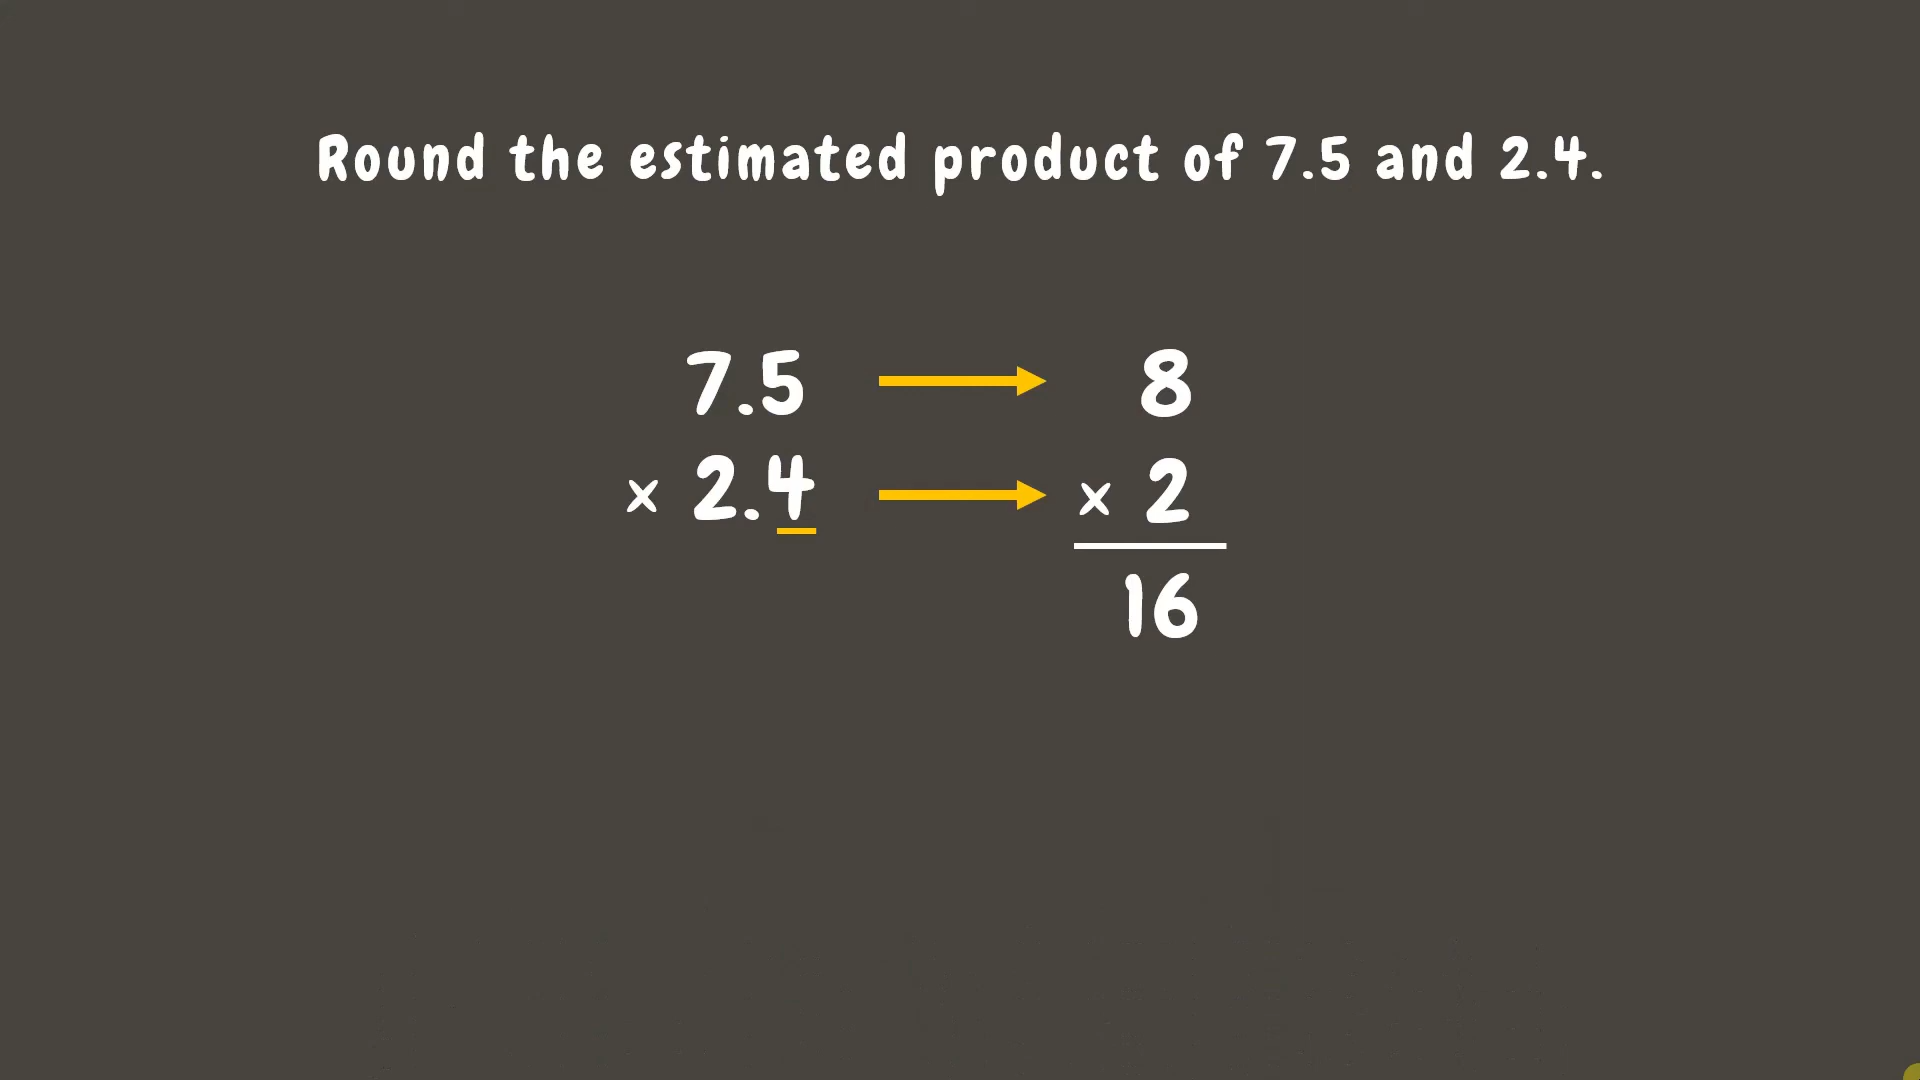 Round the estimated product of 7.5 and 2.4.
7.5 8
x 2.4 x 2
16